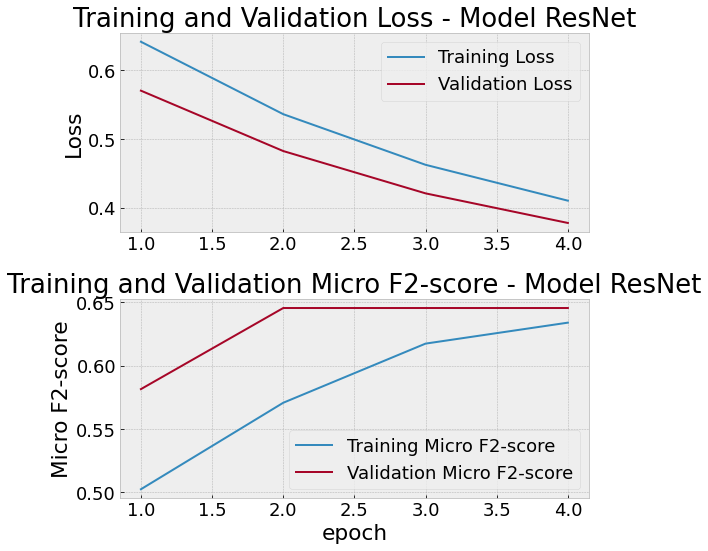 Training and Validation Loss - Model ResNet
Loss
0.6
0.5
0.4
Training Loss
Validation Loss
1.0 1.5 2.0 2.5 3.0 3.5 4.0
Training and Validation Micro F2-score - Model ResNet
Micro F2-score
0.65
0.60
0.55
0.50
Training Micro F2-score
Validation Micro F2-score
1.0 1.5 2.0 2.5 3.0 3.5 4.0
epoch